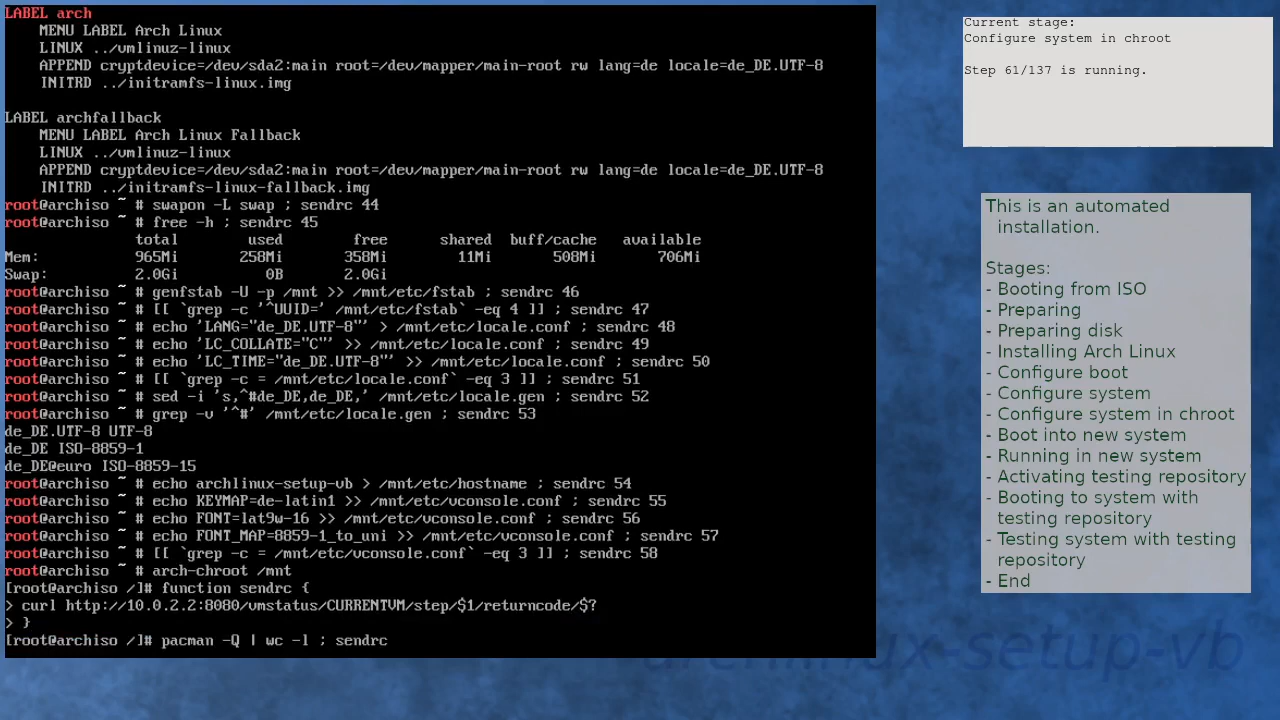 LABEL arch
    MENU LABEL Arch Linux
    LINUX ../vmlinuz-linux
    APPEND cryptdevice=/dev/sda2:main root=/dev/mapper/main-root rw lang=de locale=de_DE.UTF-8
    INITRD ../initramfs-linux.img

LABEL archfallback
    MENU LABEL Arch Linux Fallback
    LINUX ../vmlinuz-linux
    APPEND cryptdevice=/dev/sda2:main root=/dev/mapper/main-root rw lang=de locale=de_DE.UTF-8
    INITRD ../initramfs-linux-fallback.img
root@archiso ~ # swapon -L swap ; sendrc 44
root@archiso ~ # free -h ; sendrc 45
               total        used        free      shared  buff/cache   available
Mem:           965Mi       258Mi       358Mi        11Mi       508Mi       706Mi
Swap:          2.0Gi          0B       2.0Gi
root@archiso ~ # genfstab -U -p /mnt >> /mnt/etc/fstab ; sendrc 46
root@archiso ~ # [[ `grep -c '^UUID=' /mnt/etc/fstab` -eq 4 ]] ; sendrc 47
root@archiso ~ # echo 'LANG="de_DE.UTF-8"' > /mnt/etc/locale.conf ; sendrc 48
root@archiso ~ # echo 'LC_COLLATE="C"' >> /mnt/etc/locale.conf ; sendrc 49
root@archiso ~ # echo 'LC_TIME="de_DE.UTF-8"' >> /mnt/etc/locale.conf ; sendrc 50
root@archiso ~ # [[ `grep -c = /mnt/etc/locale.conf` -eq 3 ]] ; sendrc 51
root@archiso ~ # sed -i 's,^#de_DE,de_DE,' /mnt/etc/locale.gen ; sendrc 52
root@archiso ~ # grep -v '^#' /mnt/etc/locale.gen ; sendrc 53
de_DE.UTF-8 UTF-8
de_DE ISO-8859-1
de_DE@euro ISO-8859-15
root@archiso ~ # echo archlinux-setup-vb > /mnt/etc/hostname ; sendrc 54
root@archiso ~ # echo KEYMAP=de-latin1 >> /mnt/etc/vconsole.conf ; sendrc 55
root@archiso ~ # echo FONT=lat9w-16 >> /mnt/etc/vconsole.conf ; sendrc 56
root@archiso ~ # echo FONT_MAP=8859-1_to_uni >> /mnt/etc/vconsole.conf ; sendrc 57
root@archiso ~ # [[ `grep -c = /mnt/etc/vconsole.conf` -eq 3 ]] ; sendrc 58
root@archiso ~ # arch-chroot /mnt
[root@archiso /]# function sendrc {
> curl http://10.0.2.2:8080/vmstatus/CURRENTVM/step/$1/returncode/$?
> }
[root@archiso /]# pacman -Q | wc -l ; sendrc
Current stage:
Configure system in chroot

Step 61/137 is running.
This is an automated
installation.

Stages:
- Booting from ISO
- Preparing
- Preparing disk
- Installing Arch Linux
- Configure boot
- Configure system
- Configure system in chroot
- Boot into new system
- Running in new system
- Activating testing repository
- Booting to system with
testing repository
- Testing system with testing
repository
- End
archlinux-setup-vb